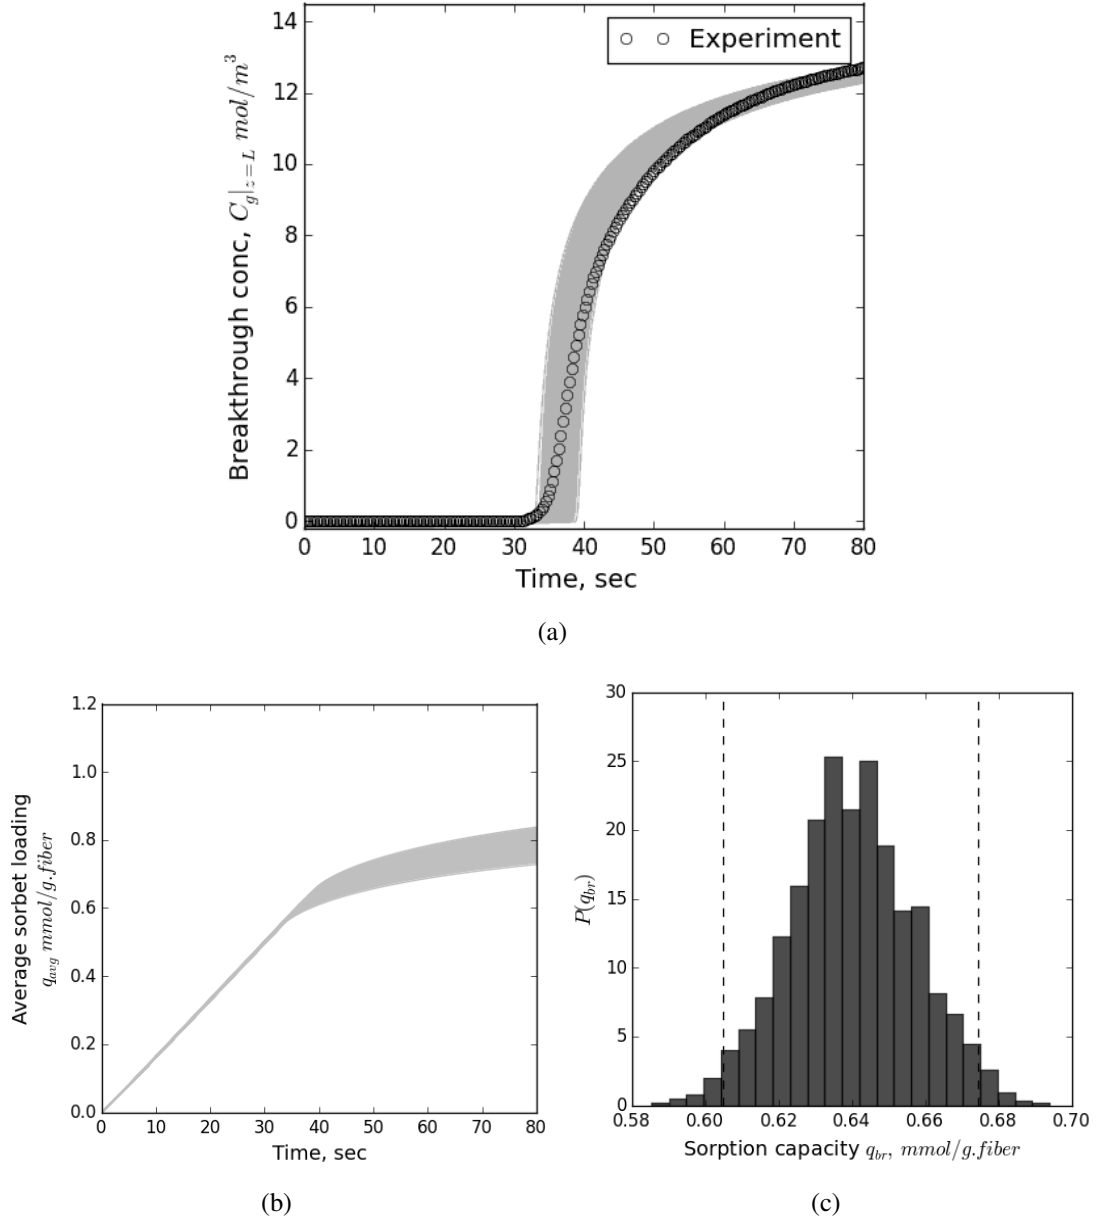 14
12
10
8
6
4
2
0
Breakthrough conc, C_g|_{z=L} mol/m^3
Experiment
0 10 20 30 40 50 60 70 80
Time, sec
(a)
1.2
1.0
0.8
0.6
0.4
0.2
0.0
Average sorbet loading
q_{avg} mmol/g.fiber
0 10 20 30 40 50 60 70 80
Time, sec
(b)
30
25
20
15
10
5
0
P(q_{br})
0.58 0.60 0.62 0.64 0.66 0.68 0.70
Sorption capacity q_{br}, mmol/g.fiber
(c)